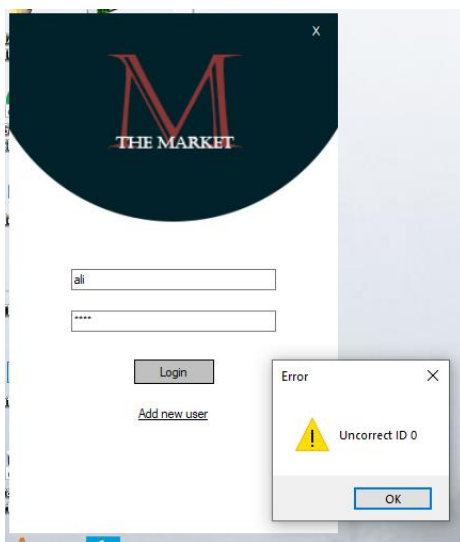 X
M
THE MARKET
ali
****
Login
Add new user
Error
Uncorrect ID 0
OK